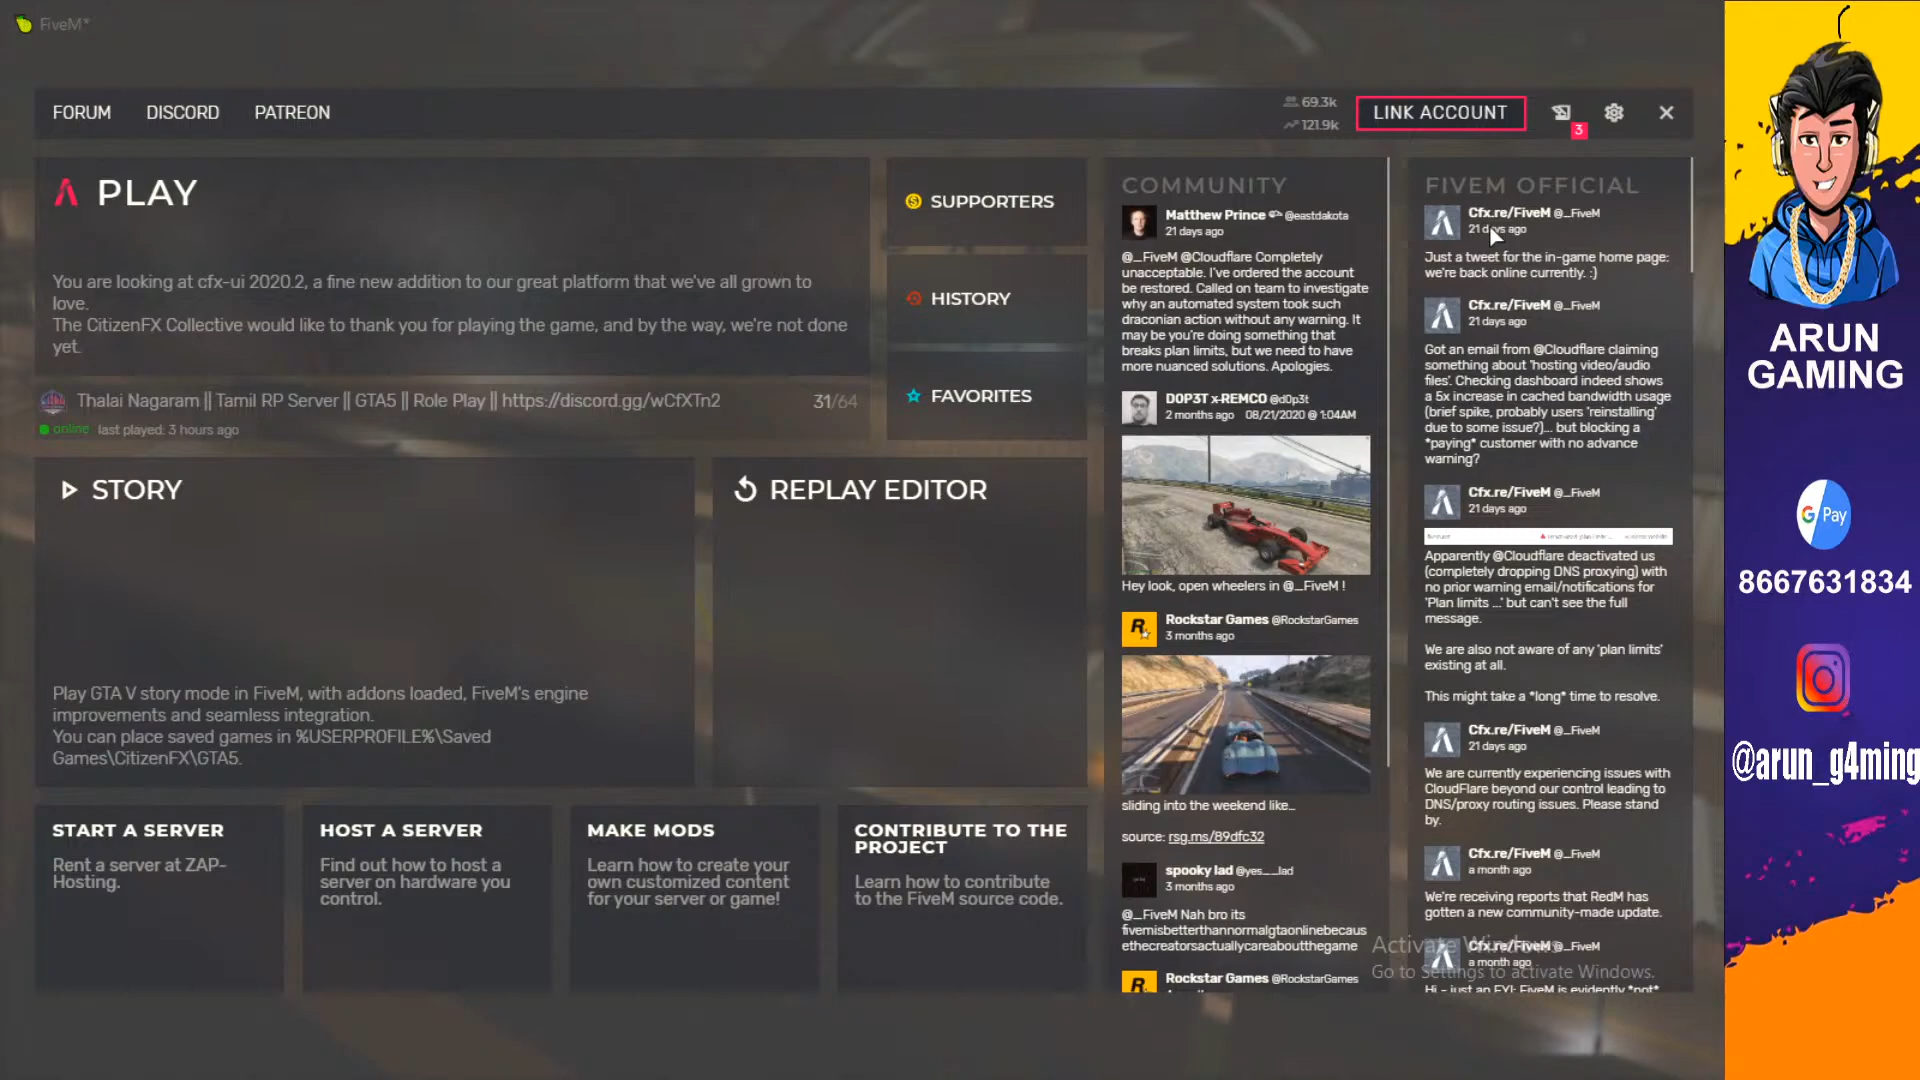 FiveM*
FORUM
DISCORD
PATREON
69.3k
121.9k
LINK ACCOUNT
3
PLAY
You are looking at cfx-ui 2020.2, a fine new addition to our great platform that we've all grown to
love.
The CitizenFX Collective would like to thank you for playing the game, and by the way, we're not done
yet.
Thalai Nagaram || Tamil RP Server || GTA5 || Role Play || https://discord.gg/wCfXTn2
31/64
online last played: 3 hours ago
SUPPORTERS
HISTORY
FAVORITES
STORY
Play GTA V story mode in FiveM, with addons loaded, FiveM's engine
improvements and seamless integration.
You can place saved games in %USERPROFILE%\Saved
Games\CitizenFX\GTA5.
REPLAY EDITOR
START A SERVER
Rent a server at ZAP-
Hosting.
HOST A SERVER
Find out how to host a
server on hardware you
control.
MAKE MODS
Learn how to create your
own customized content
for your server or game!
CONTRIBUTE TO THE
PROJECT
Learn how to contribute
to the FiveM source code.
COMMUNITY
Matthew Prince @eastdakota
21 days ago
@_FiveM @Cloudflare Completely
unacceptable. I've ordered the account
be restored. Called on team to investigate
why an automated system took such
draconian action without any warning. It
may be you're doing something that
breaks plan limits, but we need to have
more nuanced solutions. Apologies.
D0P3T x-REMCO @d0p3t
2 months ago 08/21/2020 @ 1:04AM
Hey look, open wheelers in @_FiveM !
Rockstar Games @RockstarGames
3 months ago
sliding into the weekend like...
source: rsg.ms/89dfc32
spooky lad @yes__lad
3 months ago
@_FiveM Nah bro its
fivemisbetterthannormalgtaonlinebecaus
ethecreatorsactuallycareaboutthegame
Rockstar Games @RockstarGames
FIVEM OFFICIAL
Cfx.re/FiveM @_FiveM
21 days ago
Just a tweet for the in-game home page:
we're back online currently. :)
Cfx.re/FiveM @_FiveM
21 days ago
Got an email from @Cloudflare claiming
something about 'hosting video/audio
files'. Checking dashboard indeed shows
a 5x increase in cached bandwidth usage
(brief spike, probably users 'reinstalling'
due to some issue?)... but blocking a
*paying* customer with no advance
warning?
Cfx.re/FiveM @_FiveM
21 days ago
Apparently @Cloudflare deactivated us
(completely dropping DNS proxying) with
no prior warning email/notifications for
'Plan limits ...' but can't see the full
message.
We are also not aware of any 'plan limits'
existing at all.
This might take a *long* time to resolve.
Cfx.re/FiveM @_FiveM
21 days ago
We are currently experiencing issues with
CloudFlare beyond our control leading to
DNS/proxy routing issues. Please stand
by.
Cfx.re/FiveM @_FiveM
a month ago
We're receiving reports that RedM has
gotten a new community-made update.
Cfx.re/FiveM @_FiveM
a month ago
Hi - just an FYI: FiveM is evidently *not*
Activate Windows
Go to Settings to activate Windows.
ARUN
GAMING
G Pay
8667631834
@arun_g4ming